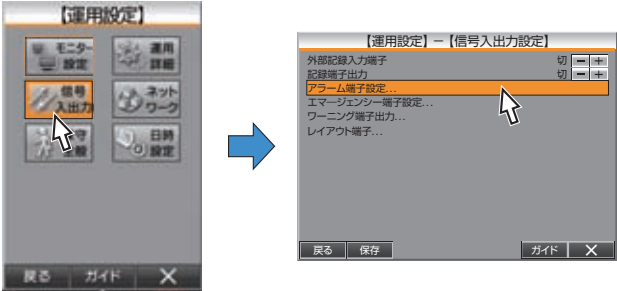 【運用設定】
モニター
設定
運用
詳細
信号
入出力
ネット
ワーク
保守
全般
日時
設定
戻る ガイド ×
【運用設定】－【信号入出力設定】
外部記録入力端子 切 － ＋
記録端子出力 切 － ＋
アラーム端子設定...
エマージェンシー端子設定...
ワーニング端子出力...
レイアウト端子...
戻る 保存 ガイド ×